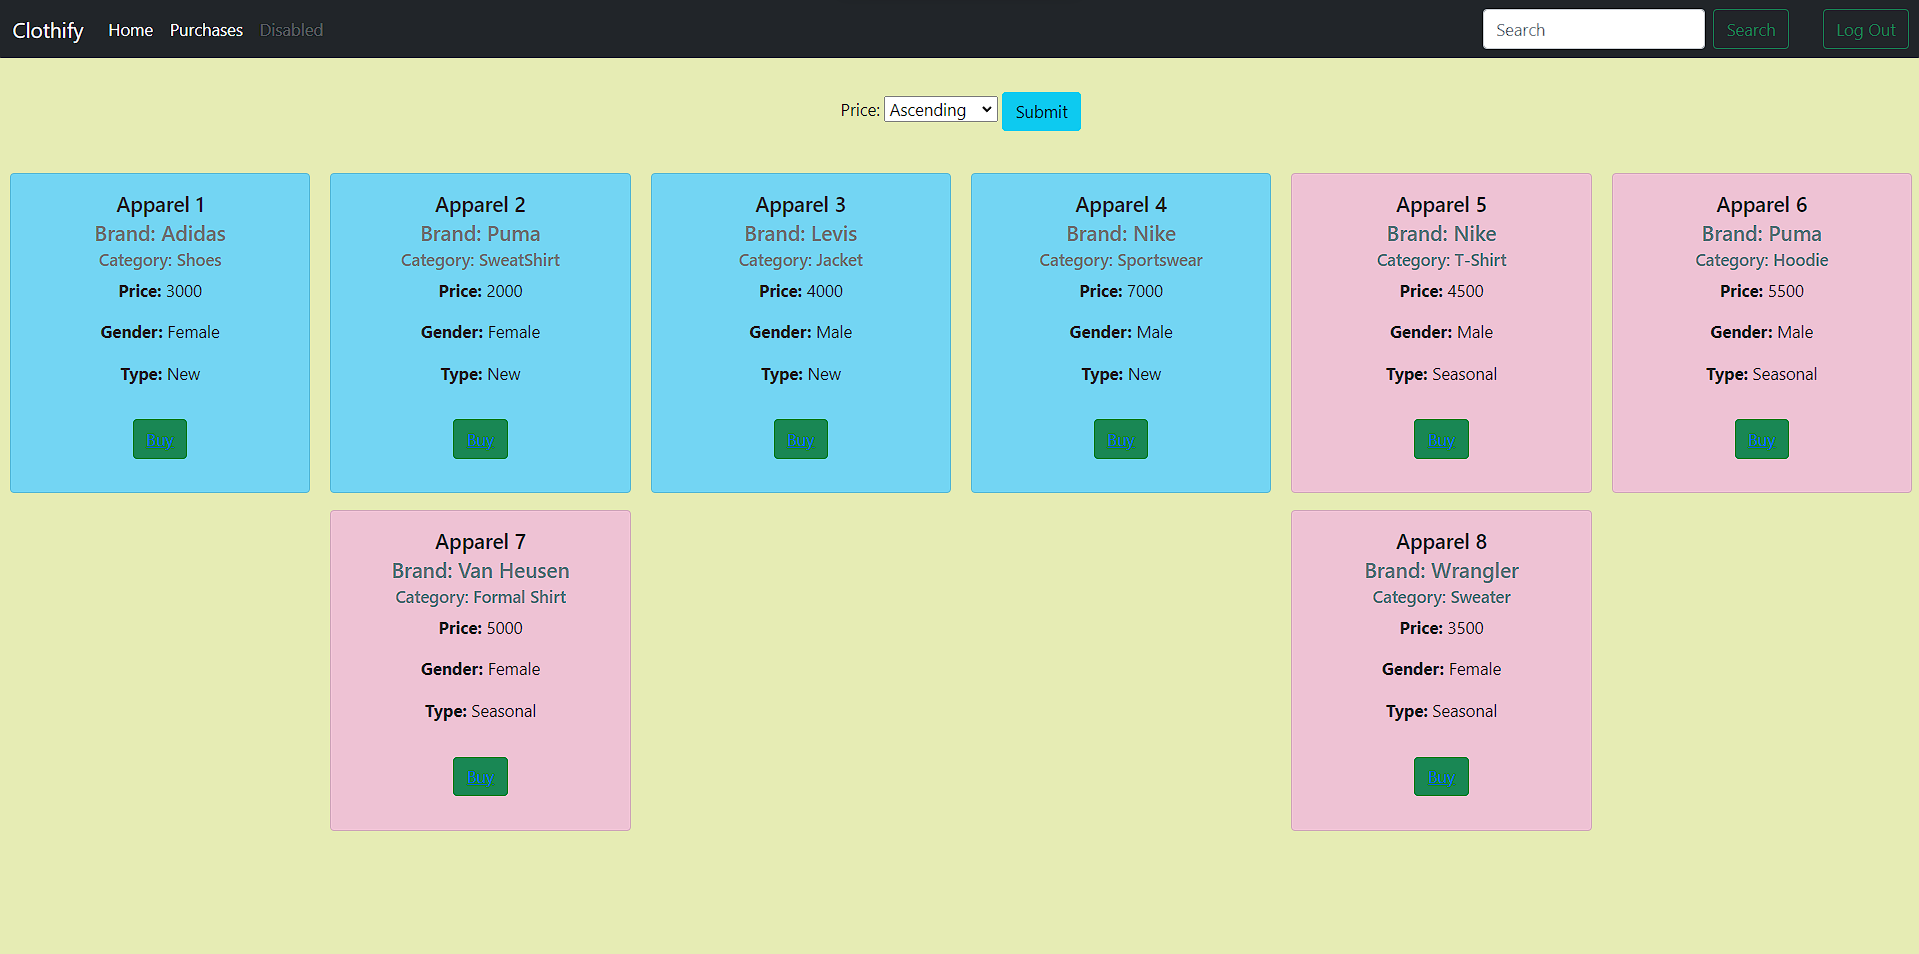 Clothify Home Purchases Disabled Search Search Log Out
Price: Ascending Submit
Apparel 1
Brand: Adidas
Category: Shoes
Price: 3000
Gender: Female
Type: New
Buy
Apparel 2
Brand: Puma
Category: SweatShirt
Price: 2000
Gender: Female
Type: New
Buy
Apparel 3
Brand: Levis
Category: Jacket
Price: 4000
Gender: Male
Type: New
Buy
Apparel 4
Brand: Nike
Category: Sportswear
Price: 7000
Gender: Male
Type: New
Buy
Apparel 5
Brand: Nike
Category: T-Shirt
Price: 4500
Gender: Male
Type: Seasonal
Buy
Apparel 6
Brand: Puma
Category: Hoodie
Price: 5500
Gender: Male
Type: Seasonal
Buy
Apparel 7
Brand: Van Heusen
Category: Formal Shirt
Price: 5000
Gender: Female
Type: Seasonal
Buy
Apparel 8
Brand: Wrangler
Category: Sweater
Price: 3500
Gender: Female
Type: Seasonal
Buy